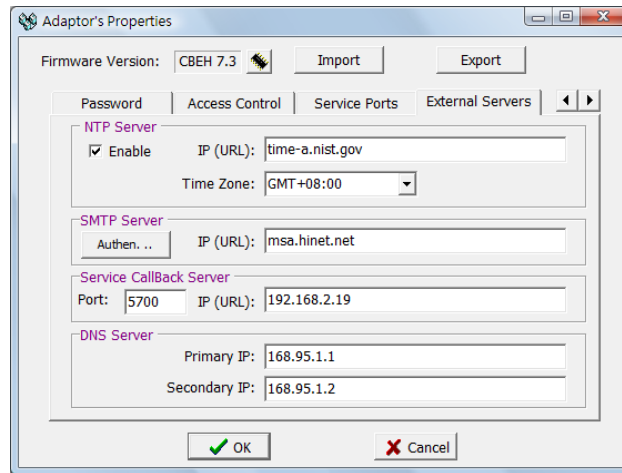 Adaptor's Properties
Firmware Version: CBEH 7.3 Import Export
Password Access Control Service Ports External Servers
NTP Server
Enable IP (URL): time-a.nist.gov
Time Zone: GMT+08:00
SMTP Server
Authen. .. IP (URL): msa.hinet.net
Service CallBack Server
Port: 5700 IP (URL): 192.168.2.19
DNS Server
Primary IP: 168.95.1.1
Secondary IP: 168.95.1.2
OK Cancel